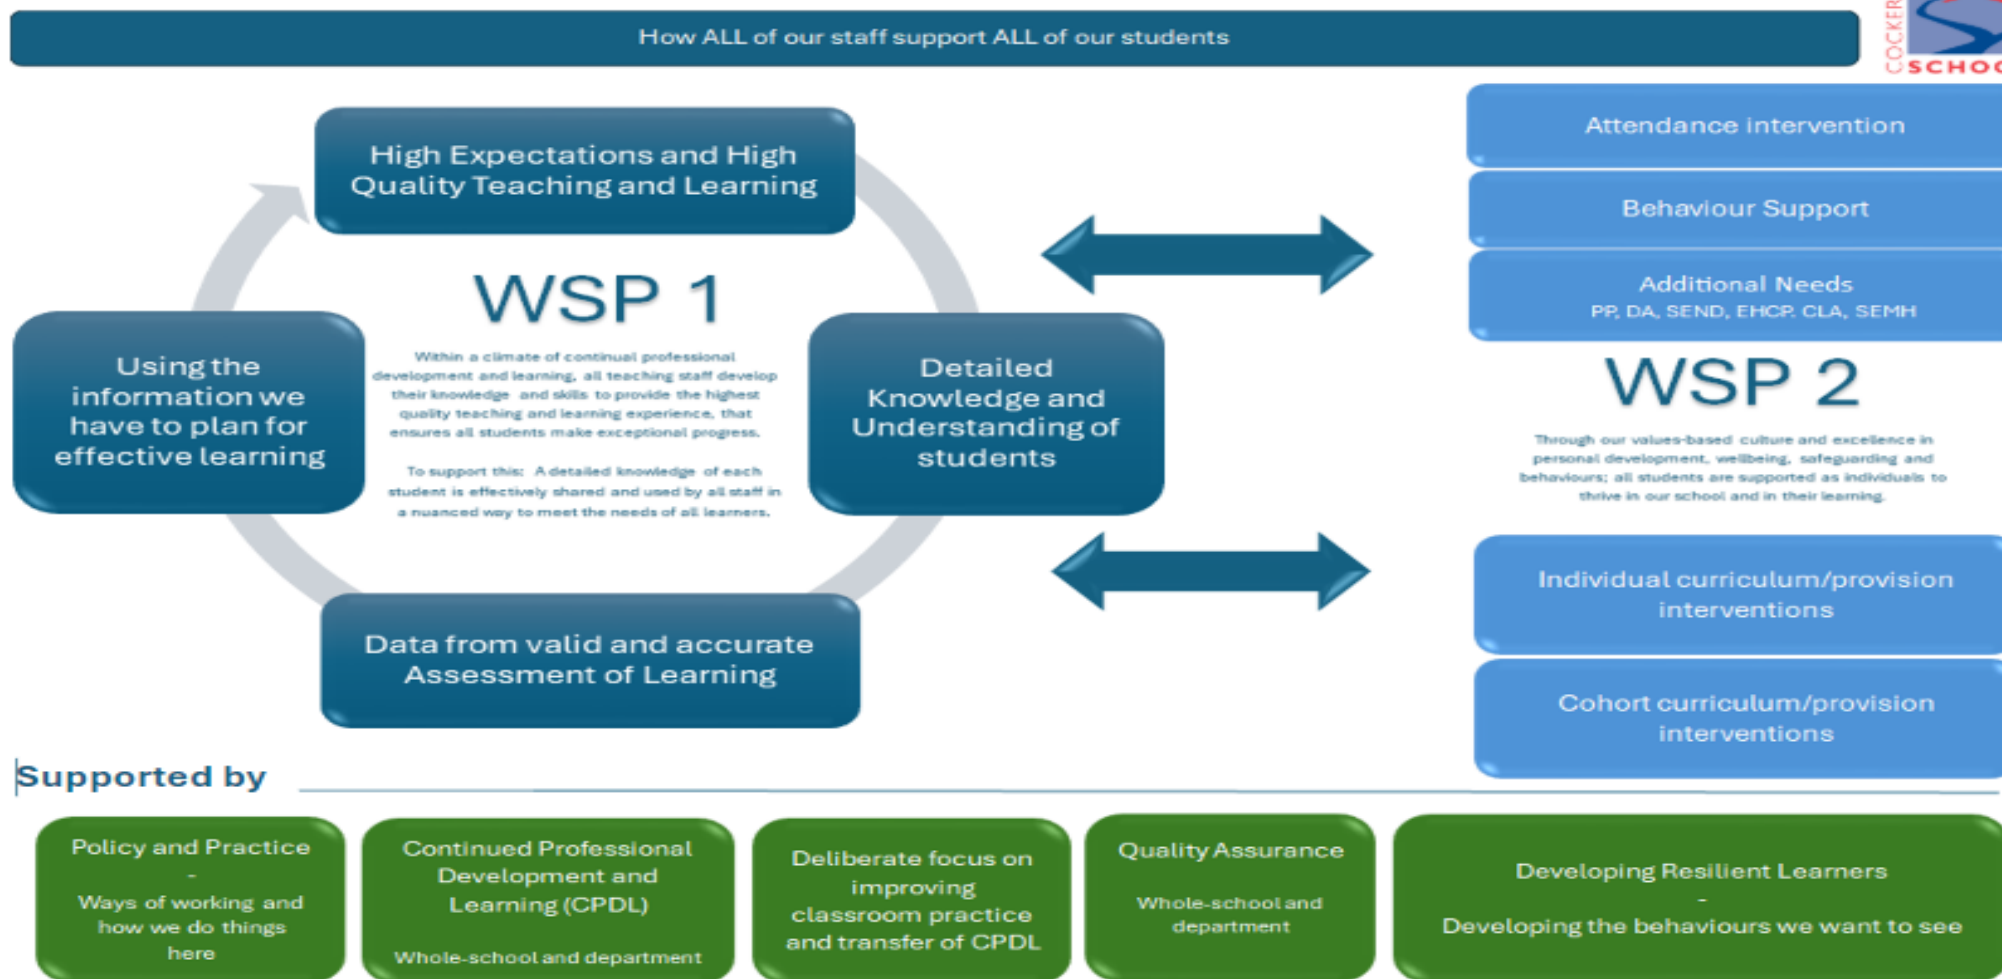 How ALL of our staff support ALL of our students
SCHOO
High Expectations and High
Quality Teaching and Learning
WSP 1
Within a climate of continual professional
development and learning, all teaching staff develop
their knowledge and skills to provide the highest
quality teaching and learning experience, that
ensures all students make exceptional progress.
To support this: A detailed knowledge of each
student is effectively shared and used by all staff in
a nuanced way to meet the needs of all learners.
Using the
information we
have to plan for
effective learning
Detailed
Knowledge and
Understanding of
students
Data from valid and accurate
Assessment of Learning
Attendance intervention
Behaviour Support
Additional Needs
PP, DA, SEND, EHCP. CLA, SEMH
WSP 2
Through our values-based culture and excellence in
personal development, wellbeing, safeguarding and
behaviours; all students are supported as individuals to
thrive in our school and in their learning.
Individual curriculum/provision
interventions
Cohort curriculum/provision
interventions
Supported by
Policy and Practice
-
Ways of working and
how we do things
here
Continued Professional
Development and
Learning (CPDL)
Whole-school and department
Deliberate focus on
improving
classroom practice
and transfer of CPDL
Quality Assurance
Whole-school and
department
Developing Resilient Learners
-
Developing the behaviours we want to see